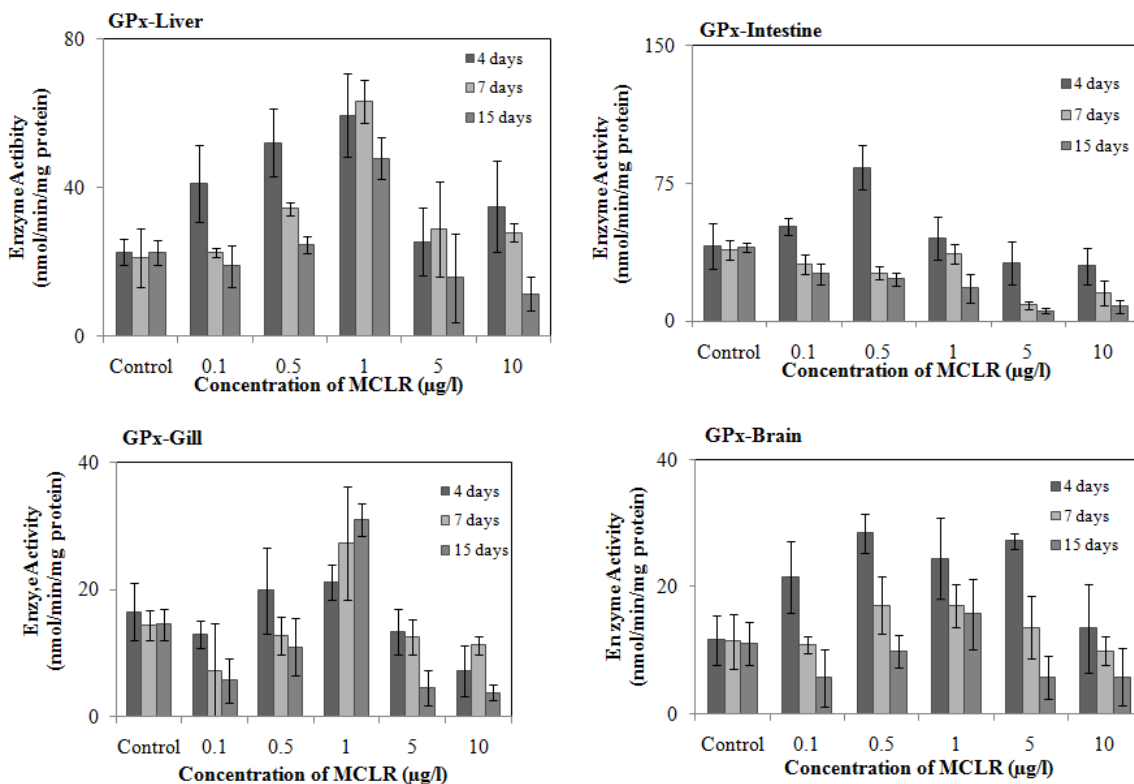 GPx-Liver
80
40
0
Enzyme Actibity
(nmol/min/mg protein)
4 days
7 days
15 days
Control 0.1 0.5 1 5 10
Concentration of MCLR (µg/l)
GPx-Intestine
150
75
0
Enzyme Activity
(nmol/min/mg protein)
4 days
7 days
15 days
Control 0.1 0.5 1 5 10
Concentration of MCLR (µg/l)
GPx-Gill
40
20
0
Enzy,e Activity
(nmol/min/mg protein)
4 days
7 days
15 days
Control 0.1 0.5 1 5 10
Concentration of MCLR (µg/l)
GPx-Brain
40
20
0
Enzyme Activity
(nmol/min/mg protein)
4 days
7 days
15 days
Control 0.1 0.5 1 5 10
Concentration of MCLR (µg/l)